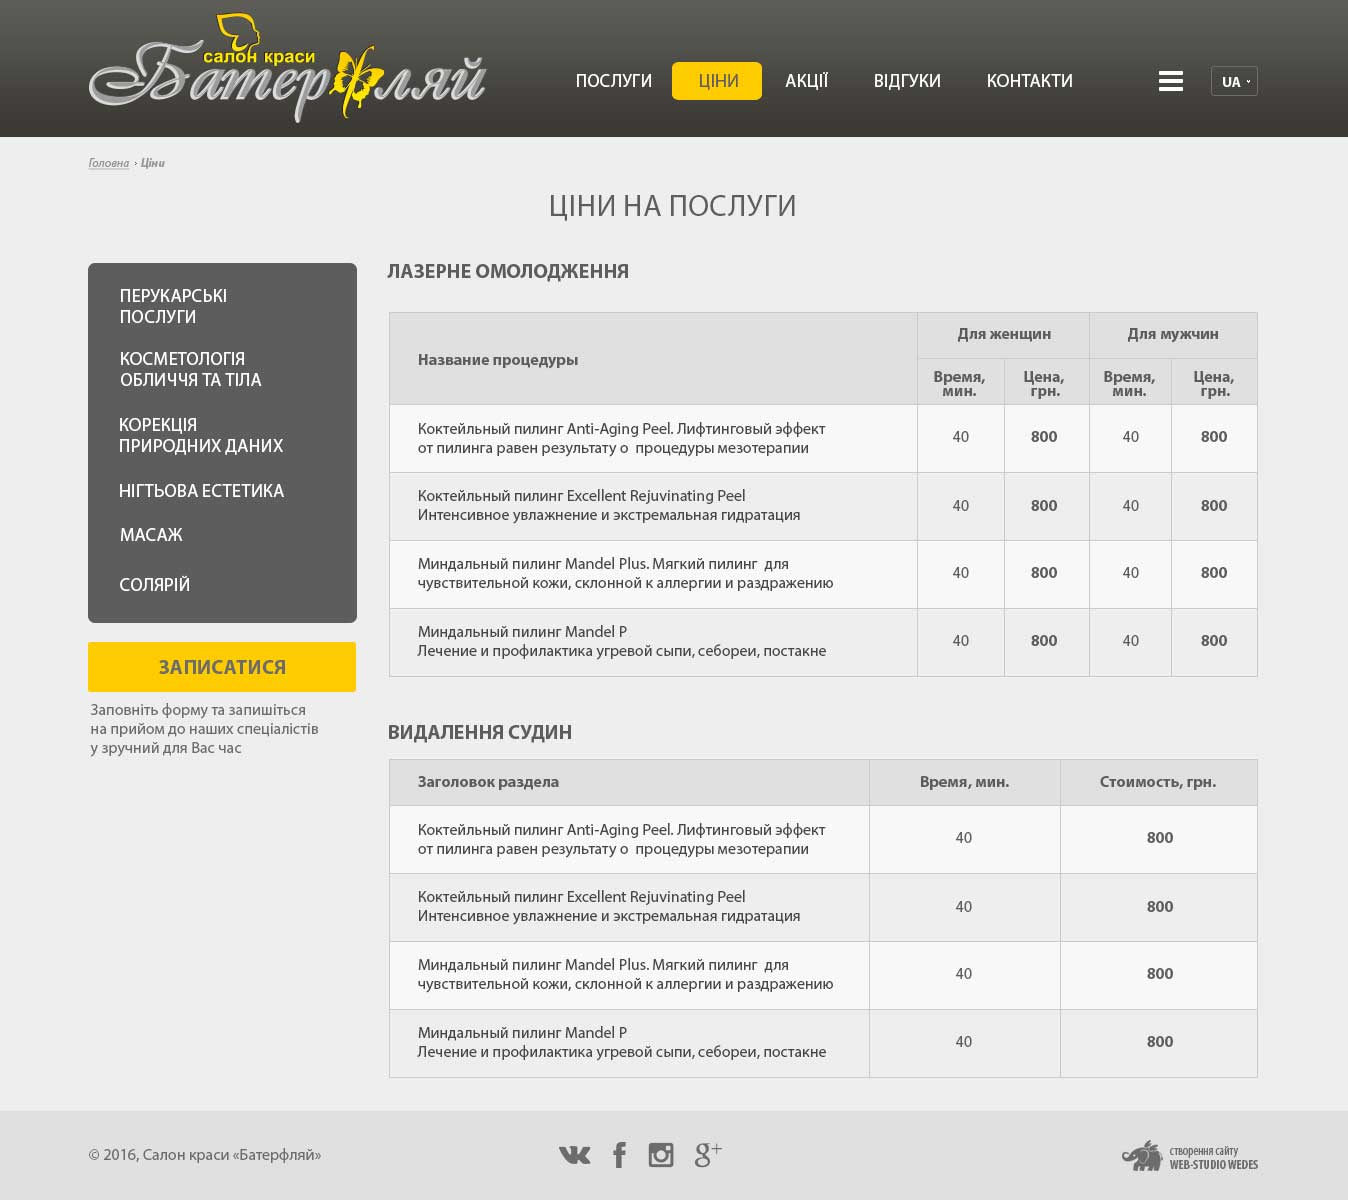 салон краси
Батерфляй
ПОСЛУГИ ЦІНИ АКЦІЇ ВІДГУКИ КОНТАКТИ UA
Головна › Ціни
ЦІНИ НА ПОСЛУГИ
ПЕРУКАРСЬКІ
ПОСЛУГИ
КОСМЕТОЛОГІЯ
ОБЛИЧЧЯ ТА ТІЛА
КОРЕКЦІЯ
ПРИРОДНИХ ДАНИХ
НІГТЬОВА ЕСТЕТИКА
МАСАЖ
СОЛЯРІЙ
ЗАПИСАТИСЯ
Заповніть форму та запишіться
на прийом до наших спеціалістів
у зручний для Вас час
ЛАЗЕРНЕ ОМОЛОДЖЕННЯ
Название процедуры
Для женщин Для мужчин
Время, Цена, Время, Цена,
мин. грн. мин. грн.
Коктейльный пилинг Anti-Aging Peel. Лифтинговый эффект
от пилинга равен результату о  процедуры мезотерапии
40 800 40 800
Коктейльный пилинг Excellent Rejuvinating Peel
Интенсивное увлажнение и экстремальная гидратация
40 800 40 800
Миндальный пилинг Mandel Plus. Мягкий пилинг  для
чувствительной кожи, склонной к аллергии и раздражению
40 800 40 800
Миндальный пилинг Mandel P
Лечение и профилактика угревой сыпи, себореи, постакне
40 800 40 800
ВИДАЛЕННЯ СУДИН
Заголовок раздела Время, мин. Стоимость, грн.
Коктейльный пилинг Anti-Aging Peel. Лифтинговый эффект
от пилинга равен результату о  процедуры мезотерапии
40 800
Коктейльный пилинг Excellent Rejuvinating Peel
Интенсивное увлажнение и экстремальная гидратация
40 800
Миндальный пилинг Mandel Plus. Мягкий пилинг  для
чувствительной кожи, склонной к аллергии и раздражению
40 800
Миндальный пилинг Mandel P
Лечение и профилактика угревой сыпи, себореи, постакне
40 800
© 2016, Салон краси «Батерфляй»
g+
створення сайту
WEB-STUDIO WEDES